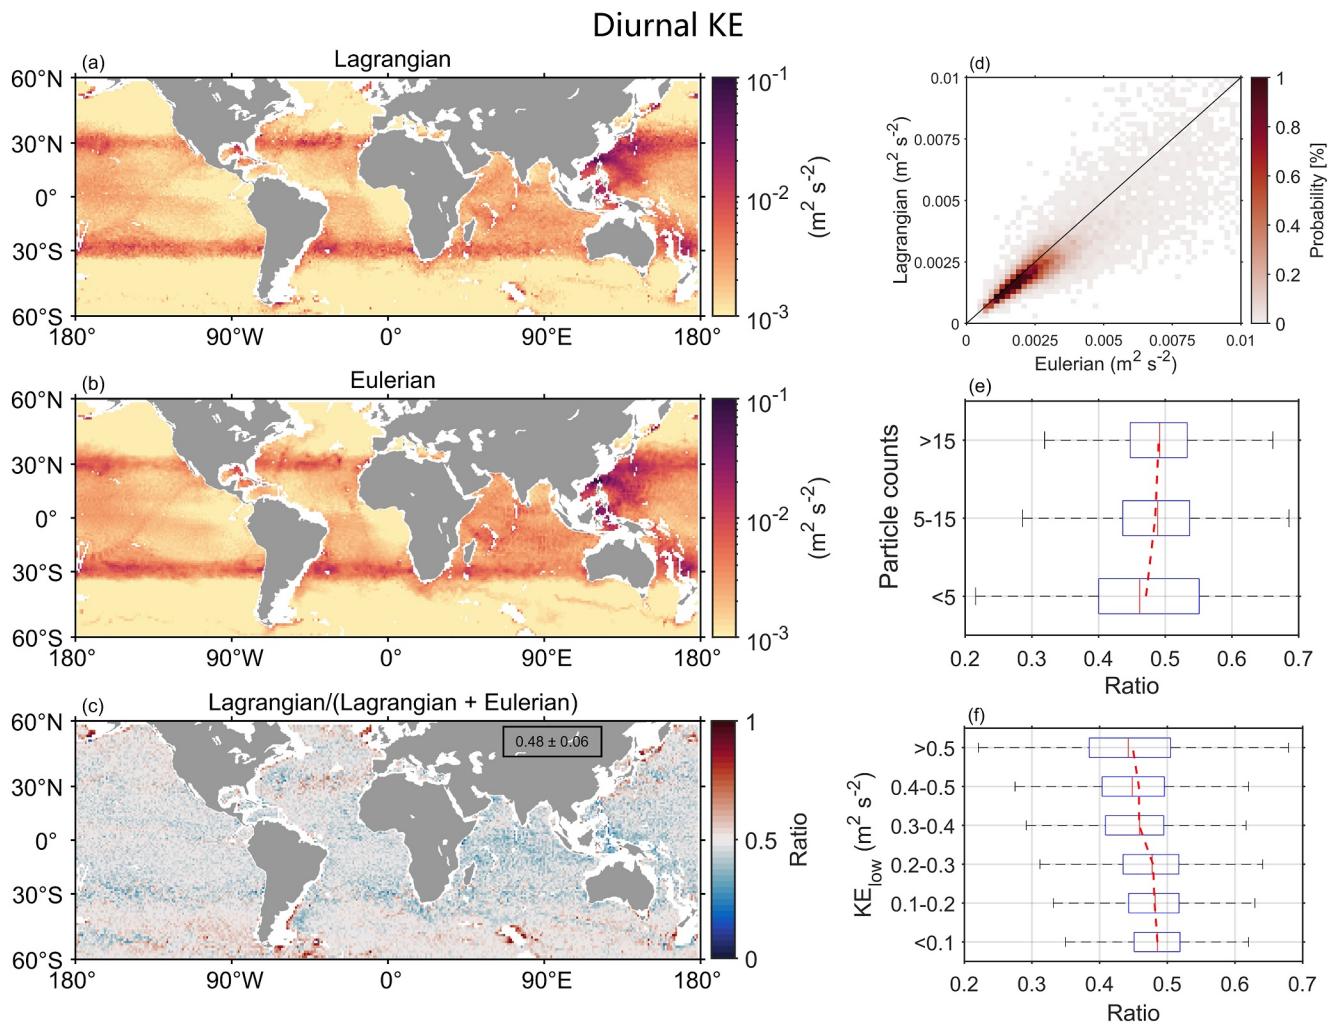 Diurnal KE
(a)
Lagrangian
60°N
30°N
0°
30°S
60°S
180°
90°W
0°
90°E
180°
10-1
10-2
10-3
(m2 s-2)
(b)
Eulerian
60°N
30°N
0°
30°S
60°S
180°
90°W
0°
90°E
180°
10-1
10-2
10-3
(m2 s-2)
(c)
Lagrangian/(Lagrangian + Eulerian)
0.48 ± 0.06
60°N
30°N
0°
30°S
60°S
180°
90°W
0°
90°E
180°
1
0.5
0
Ratio
(d)
0.01
0.0075
0.005
0.0025
0
Lagrangian (m2 s-2)
0
0.0025
0.005
0.0075
0.01
Eulerian (m2 s-2)
1
0.8
0.6
0.4
0.2
0
Probability [%]
(e)
Particle counts
>15
5-15
<5
0.2
0.3
0.4
0.5
0.6
0.7
Ratio
(f)
KElow (m2 s-2)
>0.5
0.4-0.5
0.3-0.4
0.2-0.3
0.1-0.2
<0.1
0.2
0.3
0.4
0.5
0.6
0.7
Ratio